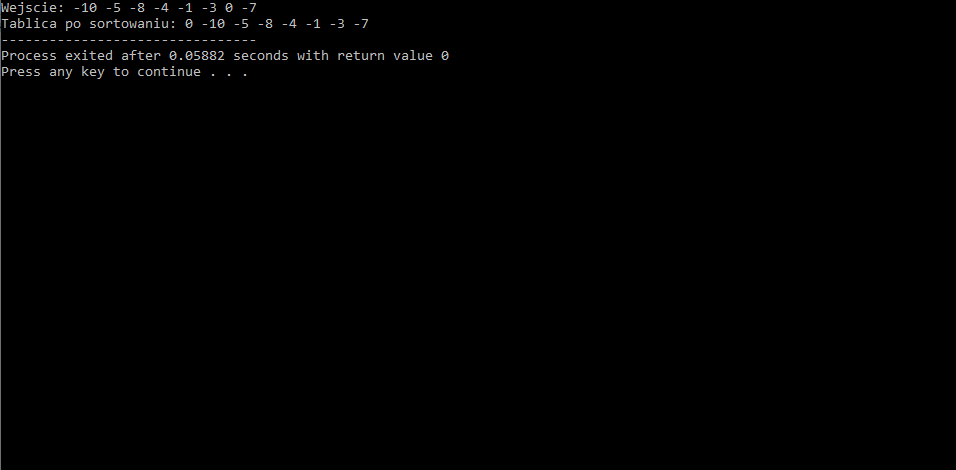 Wejscie: -10 -5 -8 -4 -1 -3 0 -7
Tablica po sortowaniu: 0 -10 -5 -8 -4 -1 -3 -7
--------------------------------
Process exited after 0.05882 seconds with return value 0
Press any key to continue . . .